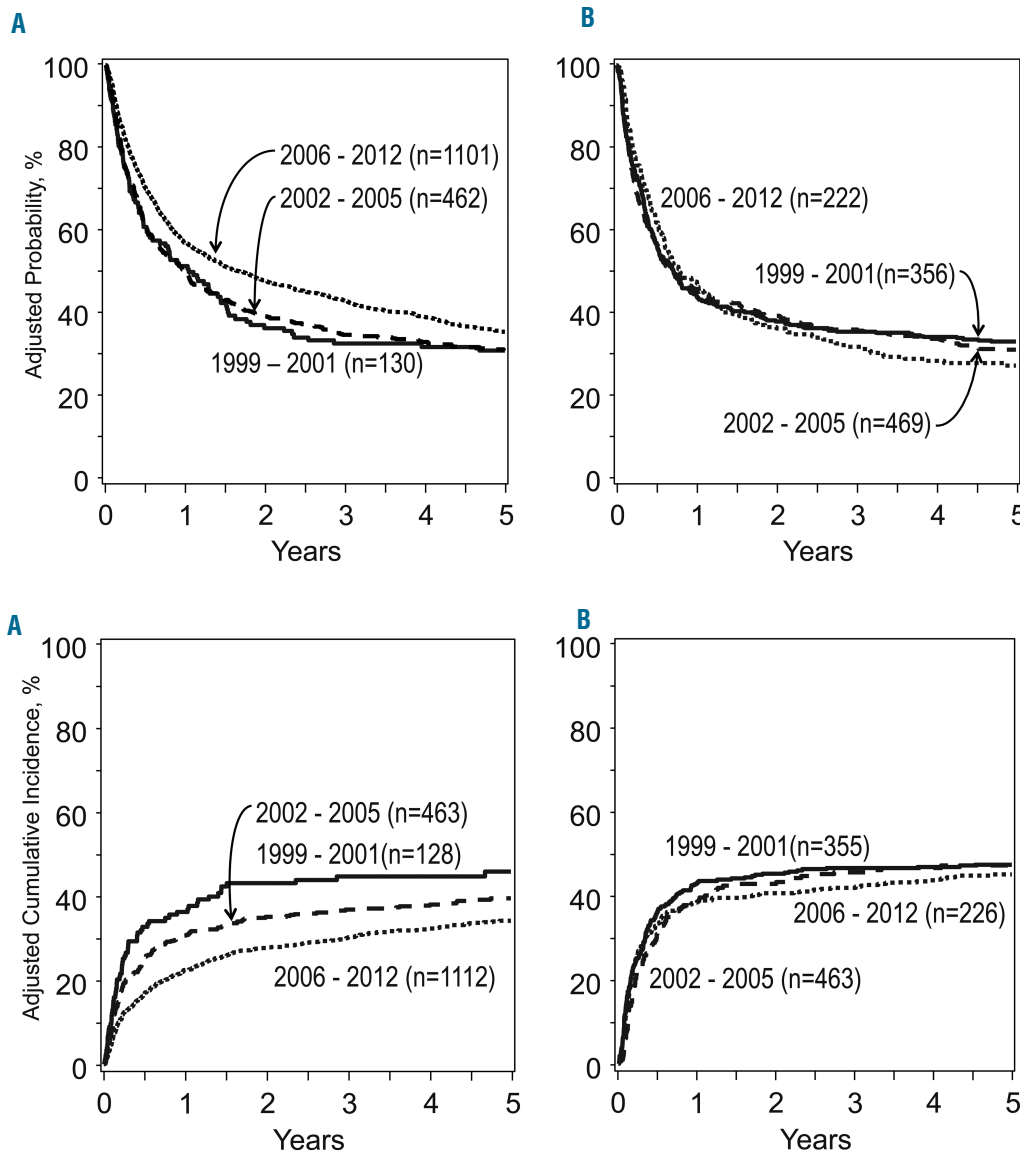 A
Adjusted Probability, %
100
80
60
40
20
0
2006 - 2012 (n=1101)
2002 - 2005 (n=462)
1999 – 2001 (n=130)
0 1 2 3 4 5
Years
B
100
80
60
40
20
0
2006 - 2012 (n=222)
1999 - 2001(n=356)
2002 - 2005 (n=469)
0 1 2 3 4 5
Years
A
Adjusted Cumulative Incidence, %
100
80
60
40
20
0
2002 - 2005 (n=463)
1999 - 2001(n=128)
2006 - 2012 (n=1112)
0 1 2 3 4 5
Years
B
100
80
60
40
20
0
1999 - 2001(n=355)
2006 - 2012 (n=226)
2002 - 2005 (n=463)
0 1 2 3 4 5
Years